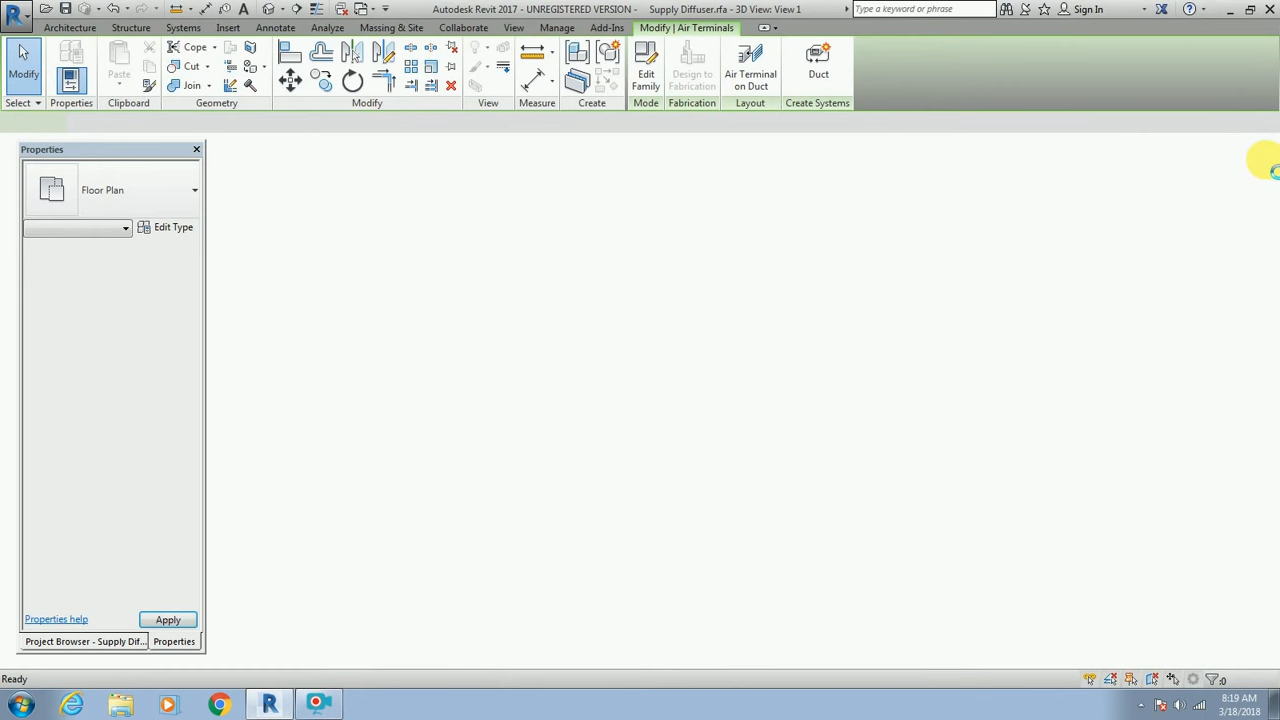 Autodesk Revit 2017 - UNREGISTERED VERSION - Supply Diffuser.rfa - 3D View: View 1
Type a keyword or phrase
Sign In
Architecture Structure Systems Insert Annotate Analyze Massing & Site Collaborate View Manage Add-Ins Modify | Air Terminals
Modify
Paste
Cope
Cut
Join
Edit Family
Design to Fabrication
Air Terminal on Duct
Duct
Select Properties Clipboard Geometry Modify View Measure Create Mode Fabrication Layout Create Systems
Properties
Floor Plan
Edit Type
Properties help
Apply
Project Browser - Supply Dif...
Properties
Ready
:0
8:19 AM
3/18/2018